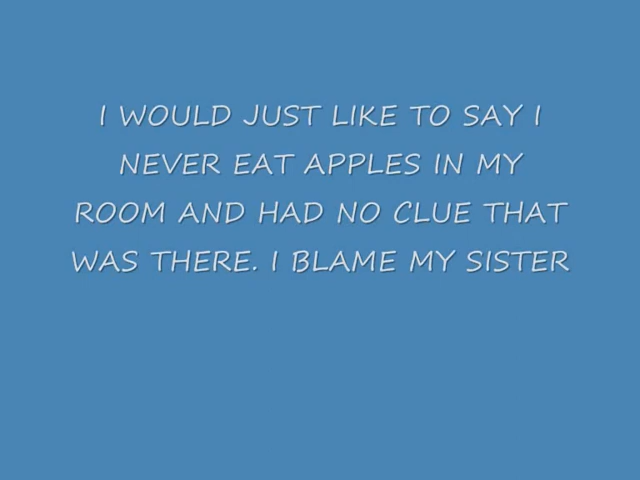 I WOULD JUST LIKE TO SAY I
NEVER EAT APPLES IN MY
ROOM AND HAD NO CLUE THAT
WAS THERE. I BLAME MY SISTER